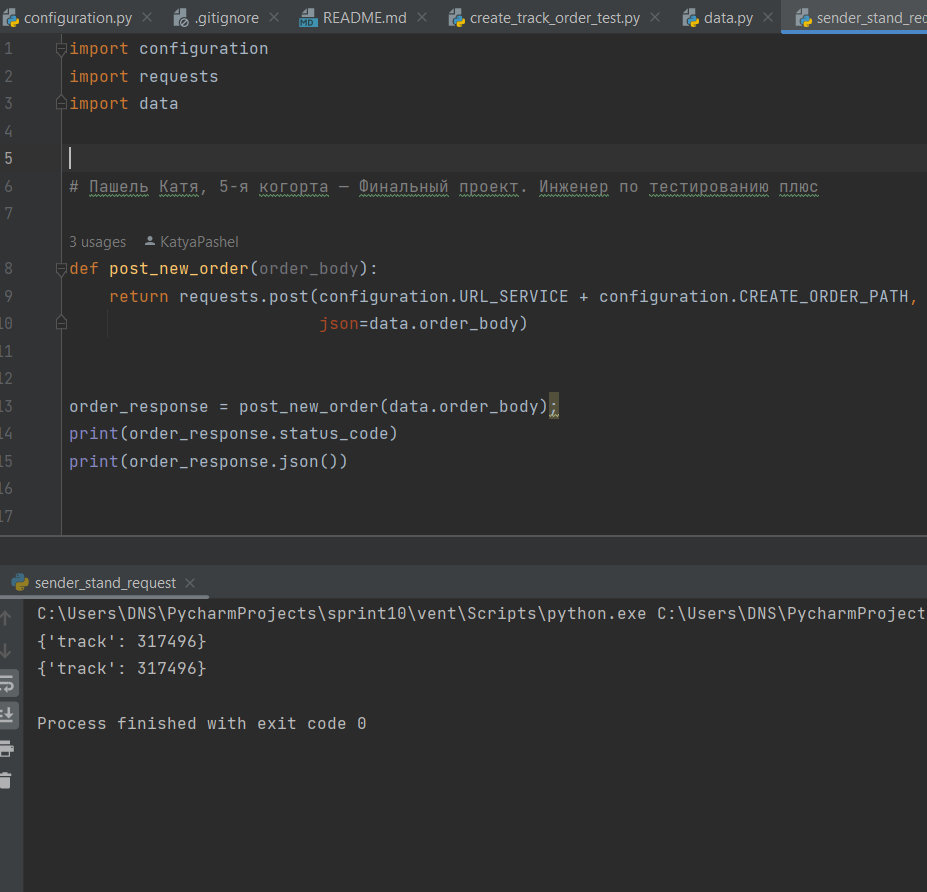 configuration.py .gitignore README.md create_track_order_test.py data.py sender_stand_rec
1 import configuration
2 import requests
3 import data
4
5
6 # Пашель Катя, 5-я когорта — Финальный проект. Инженер по тестированию плюс
7
3 usages KatyaPashel
8 def post_new_order(order_body):
9 return requests.post(configuration.URL_SERVICE + configuration.CREATE_ORDER_PATH,
10 json=data.order_body)
11
12
13 order_response = post_new_order(data.order_body);
14 print(order_response.status_code)
15 print(order_response.json())
16
17
sender_stand_request
C:\Users\DNS\PycharmProjects\sprint10\vent\Scripts\python.exe C:\Users\DNS\PycharmProject
{'track': 317496}
{'track': 317496}
Process finished with exit code 0